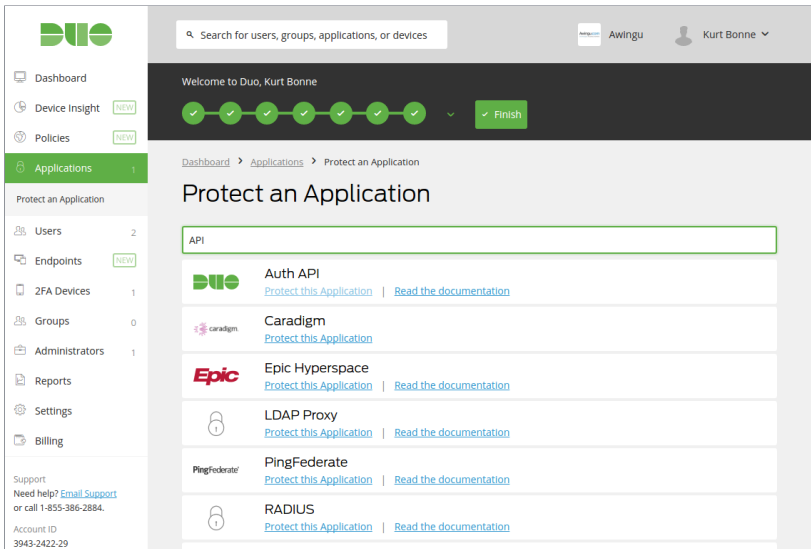 DUO
Search for users, groups, applications, or devices
Awingu
Kurt Bonne
Dashboard
Device Insight NEW
Policies NEW
Applications 1
Protect an Application
Users 2
Endpoints NEW
2FA Devices 1
Groups 0
Administrators 1
Reports
Settings
Billing
Support
Need help? Email Support
or call 1-855-386-2884.
Account ID
3943-2422-29
Welcome to Duo, Kurt Bonne
Finish
Dashboard > Applications > Protect an Application
Protect an Application
API
DUO
Auth API
Protect this Application | Read the documentation
caradigm.
Caradigm
Protect this Application
Epic
Epic Hyperspace
Protect this Application | Read the documentation
LDAP Proxy
Protect this Application | Read the documentation
PingFederate
PingFederate
Protect this Application | Read the documentation
RADIUS
Protect this Application | Read the documentation